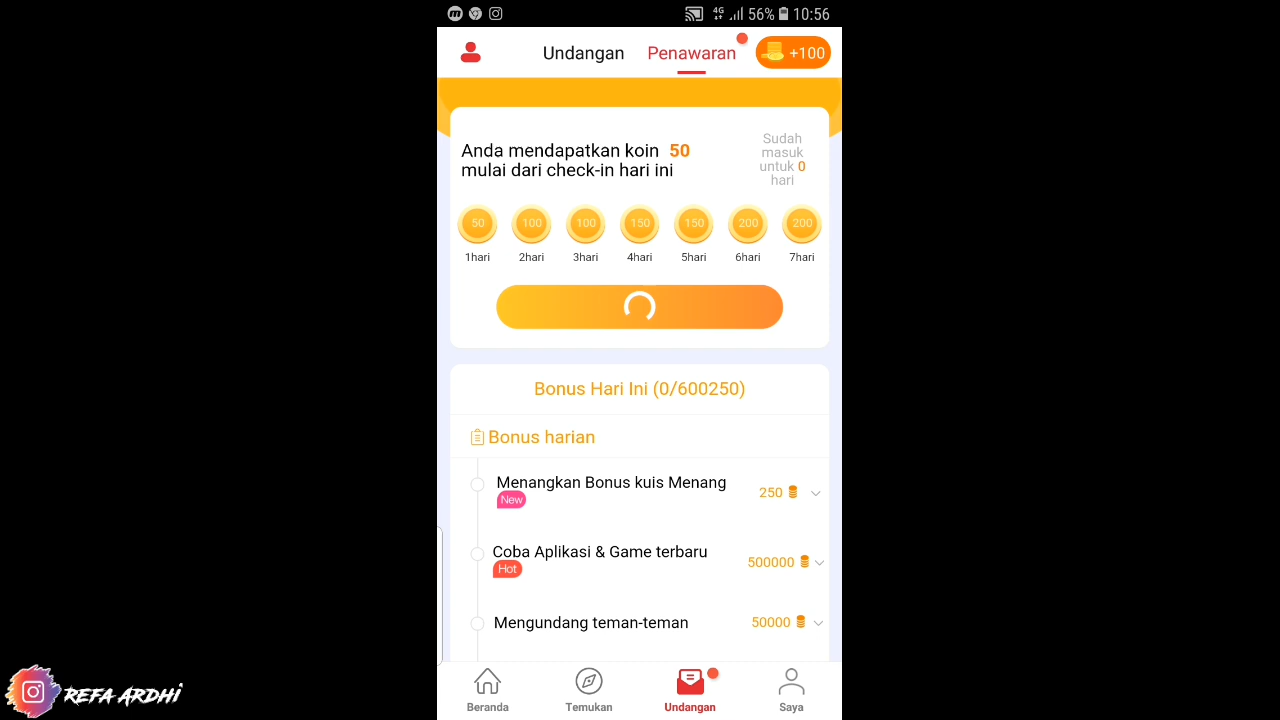 4G 56% 10:56
Undangan Penawaran +100
Anda mendapatkan koin 50
mulai dari check-in hari ini
Sudah
masuk
untuk 0
hari
50 100 100 150 150 200 200
1hari 2hari 3hari 4hari 5hari 6hari 7hari
Bonus Hari Ini (0/600250)
Bonus harian
Menangkan Bonus kuis Menang
New
250
Coba Aplikasi & Game terbaru
Hot
500000
Mengundang teman-teman
50000
Beranda Temukan Undangan Saya
REFA ARDHI